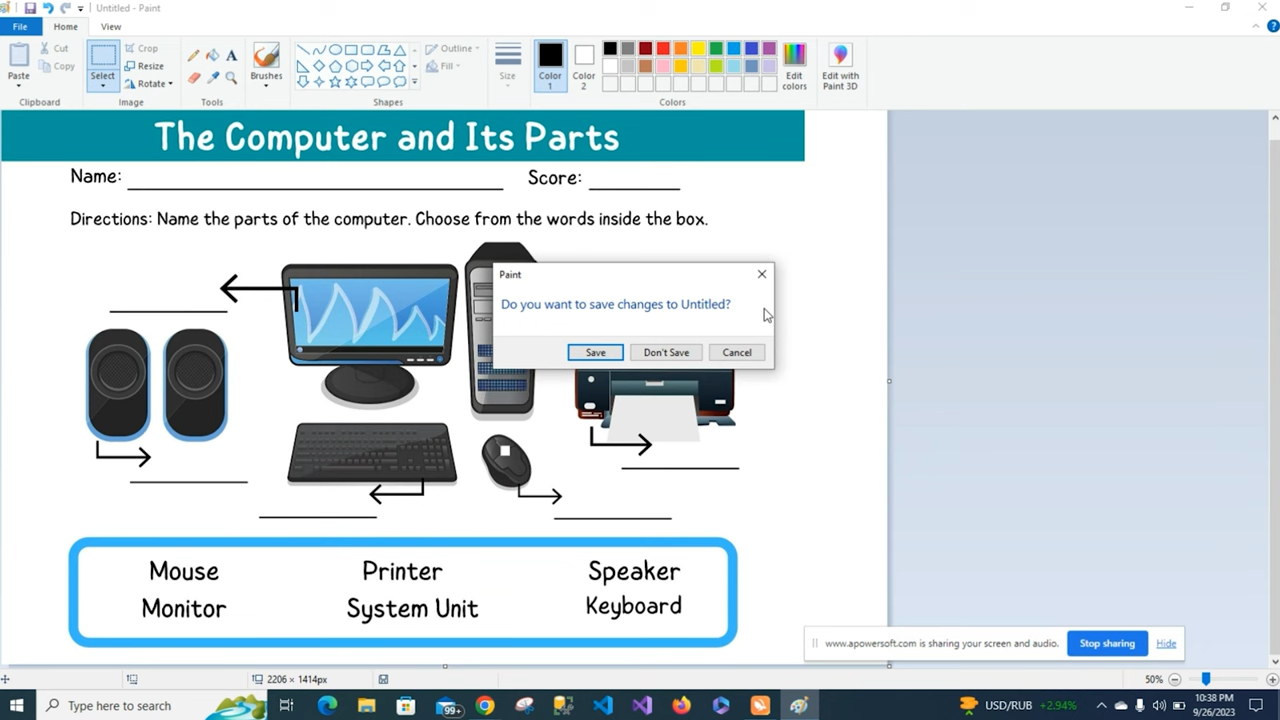 Untitled - Paint
File Home View
Paste
Cut
Copy
Clipboard
Select
Crop
Resize
Rotate
Image
Tools
Brushes
Shapes
Outline
Fill
Size
Color 1
Color 2
Colors
Edit colors
Edit with Paint 3D
The Computer and Its Parts
Name: Score:
Directions: Name the parts of the computer. Choose from the words inside the box.
Paint
Do you want to save changes to Untitled?
Save Don't Save Cancel
Mouse Printer Speaker
Monitor System Unit Keyboard
www.apowersoft.com is sharing your screen and audio. Stop sharing Hide
2206 × 1414px 50%
Type here to search
99+
USD/RUB +2.94%
10:38 PM
9/26/2023